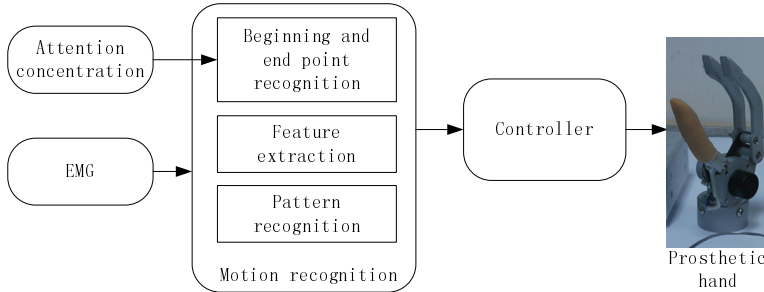 Attention
concentration
EMG
Beginning and
end point
recognition
Feature
extraction
Pattern
recognition
Motion recognition
Controller
Prosthetic
hand